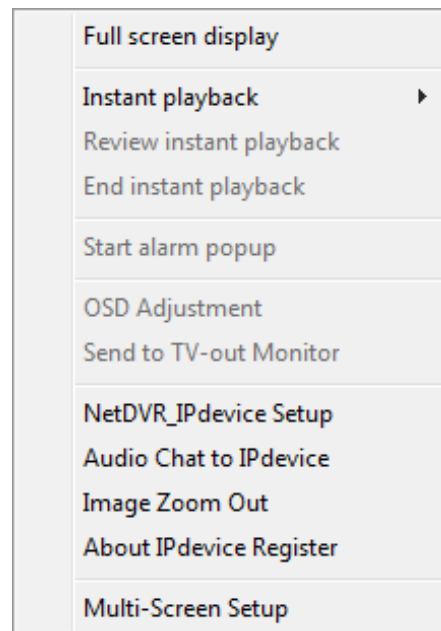 Full screen display
Instant playback
Review instant playback
End instant playback
Start alarm popup
OSD Adjustment
Send to TV-out Monitor
NetDVR_IPdevice Setup
Audio Chat to IPdevice
Image Zoom Out
About IPdevice Register
Multi-Screen Setup